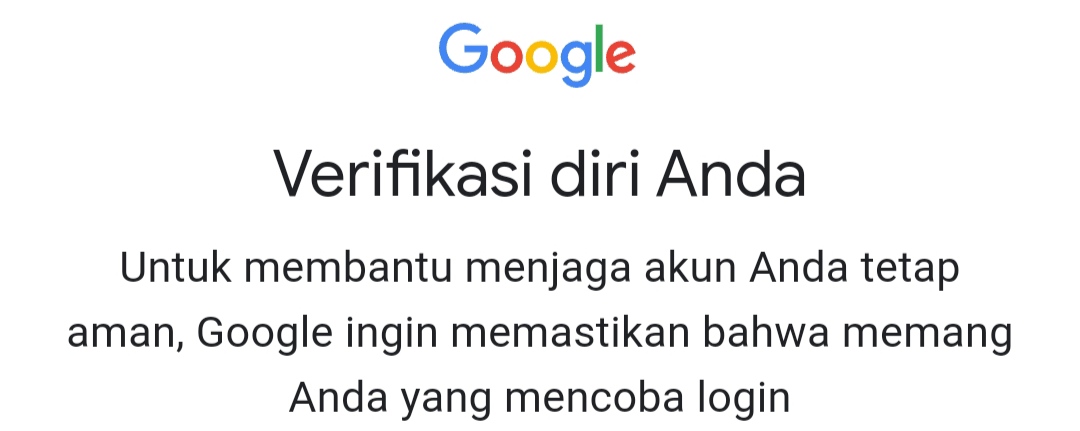 Google
Verifikasi diri Anda
Untuk membantu menjaga akun Anda tetap
aman, Google ingin memastikan bahwa memang
Anda yang mencoba login